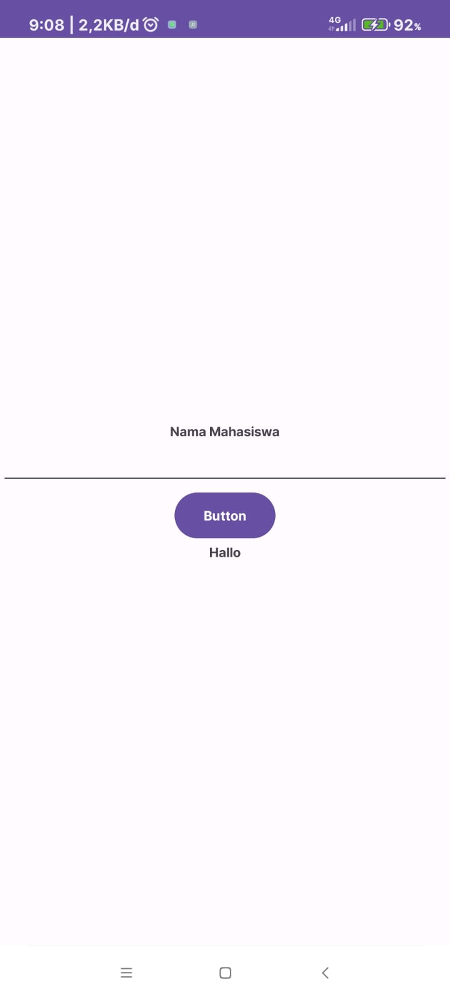 9:08 | 2,2KB/d 4G 92%
Nama Mahasiswa
Button
Hallo